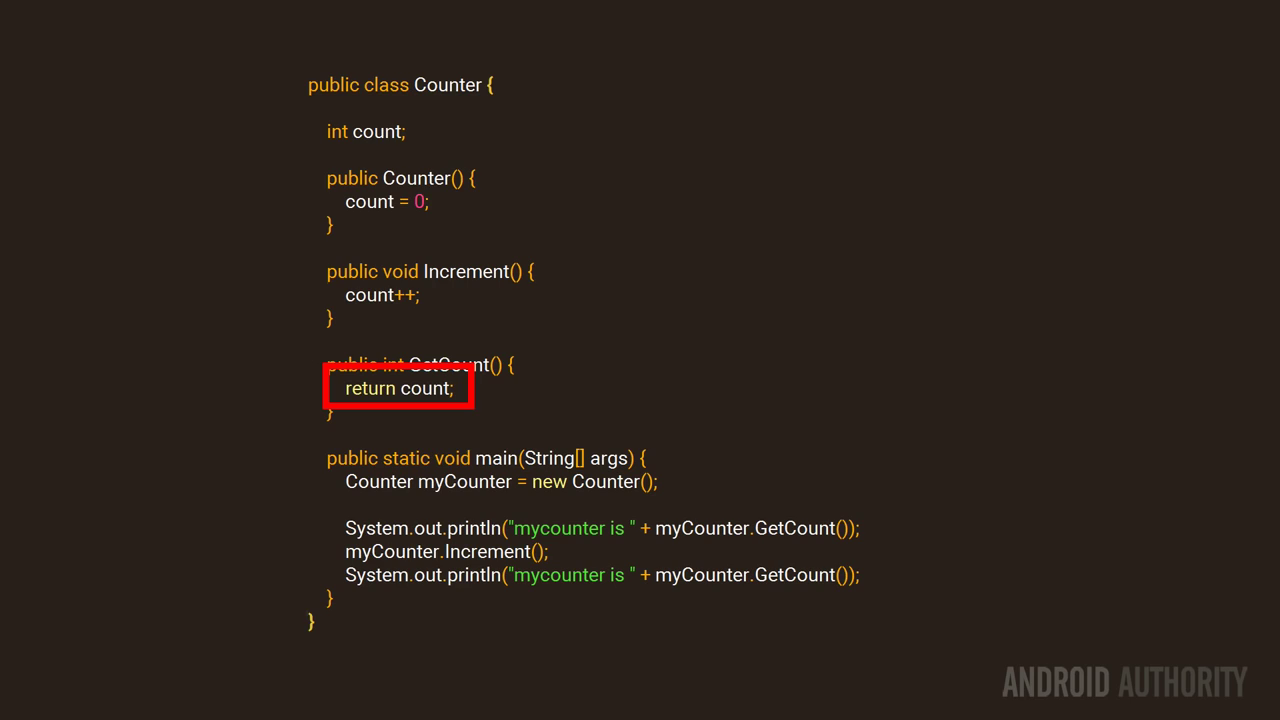 public class Counter {
int count;
public Counter() {
count = 0;
}
public void Increment() {
count++;
}
public int GetCount() {
return count;
}
public static void main(String[] args) {
Counter myCounter = new Counter();
System.out.println("mycounter is " + myCounter.GetCount());
myCounter.Increment();
System.out.println("mycounter is " + myCounter.GetCount());
}
}
ANDROID AUTHORITY